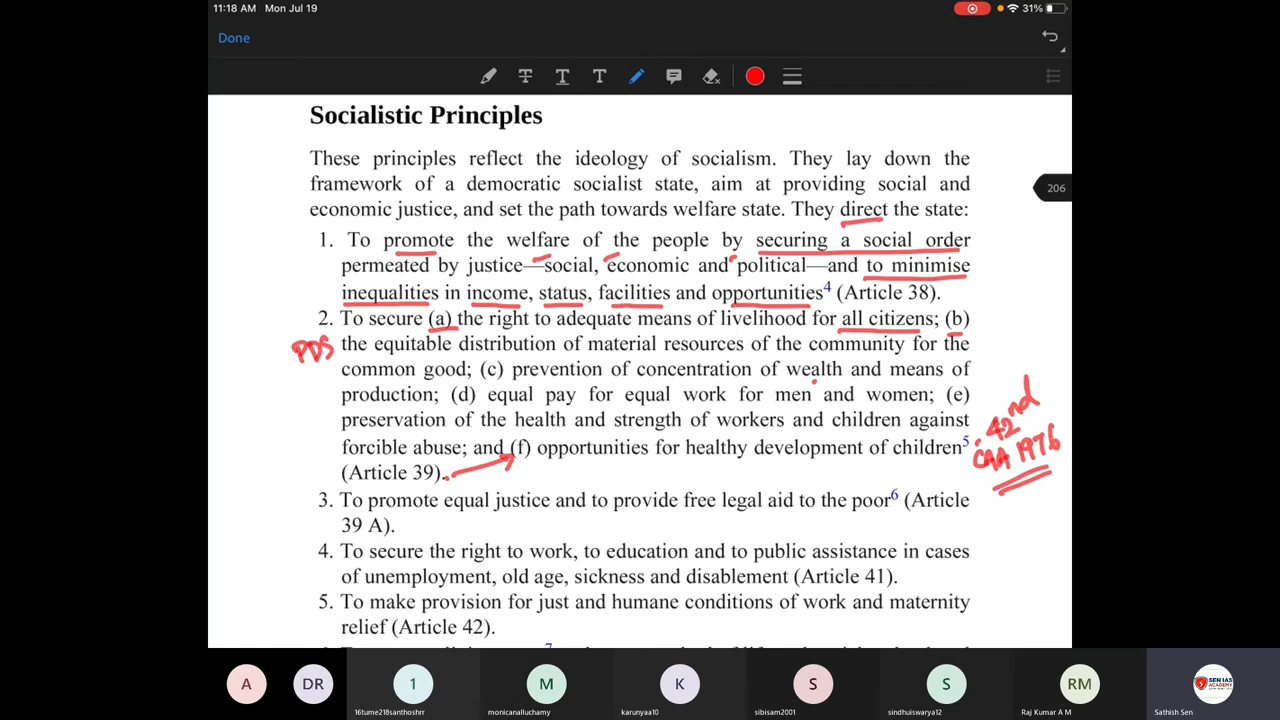 11:18 AM Mon Jul 19
31%
Done
Socialistic Principles
206
These principles reflect the ideology of socialism. They lay down the
framework of a democratic socialist state, aim at providing social and
economic justice, and set the path towards welfare state. They direct the state:
1. To promote the welfare of the people by securing a social order
permeated by justice—social, economic and political—and to minimise
inequalities in income, status, facilities and opportunities4 (Article 38).
2. To secure (a) the right to adequate means of livelihood for all citizens; (b)
PDS the equitable distribution of material resources of the community for the
common good; (c) prevention of concentration of wealth and means of
production; (d) equal pay for equal work for men and women; (e)
preservation of the health and strength of workers and children against
forcible abuse; and (f) opportunities for healthy development of children5
(Article 39).
42nd
CAA 1976
3. To promote equal justice and to provide free legal aid to the poor6 (Article
39 A).
4. To secure the right to work, to education and to public assistance in cases
of unemployment, old age, sickness and disablement (Article 41).
5. To make provision for just and humane conditions of work and maternity
relief (Article 42).
7
A DR 1 M K S S RM SEN IAS ACADEMY
16tume218santhoshrr monicanalluchamy karunyaa10 sibisam2001 sindhuiswarya12 Raj Kumar A M Sathish Sen